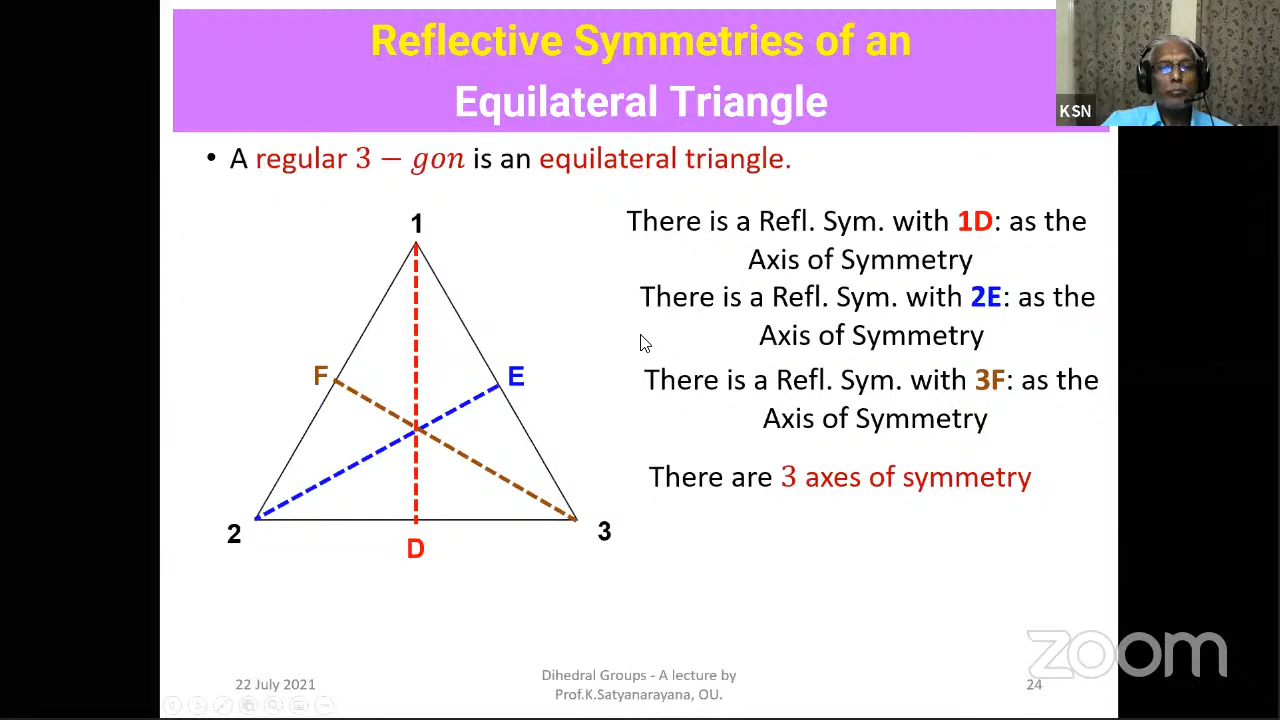 Reflective Symmetries of an
Equilateral Triangle
KSN
• A regular 3 − gon is an equilateral triangle.
1
There is a Refl. Sym. with 1D: as the
Axis of Symmetry
There is a Refl. Sym. with 2E: as the
Axis of Symmetry
F
E
There is a Refl. Sym. with 3F: as the
Axis of Symmetry
There are 3 axes of symmetry
2
D
3
zoom
22 July 2021
Dihedral Groups - A lecture by
Prof.K.Satyanarayana, OU.
24